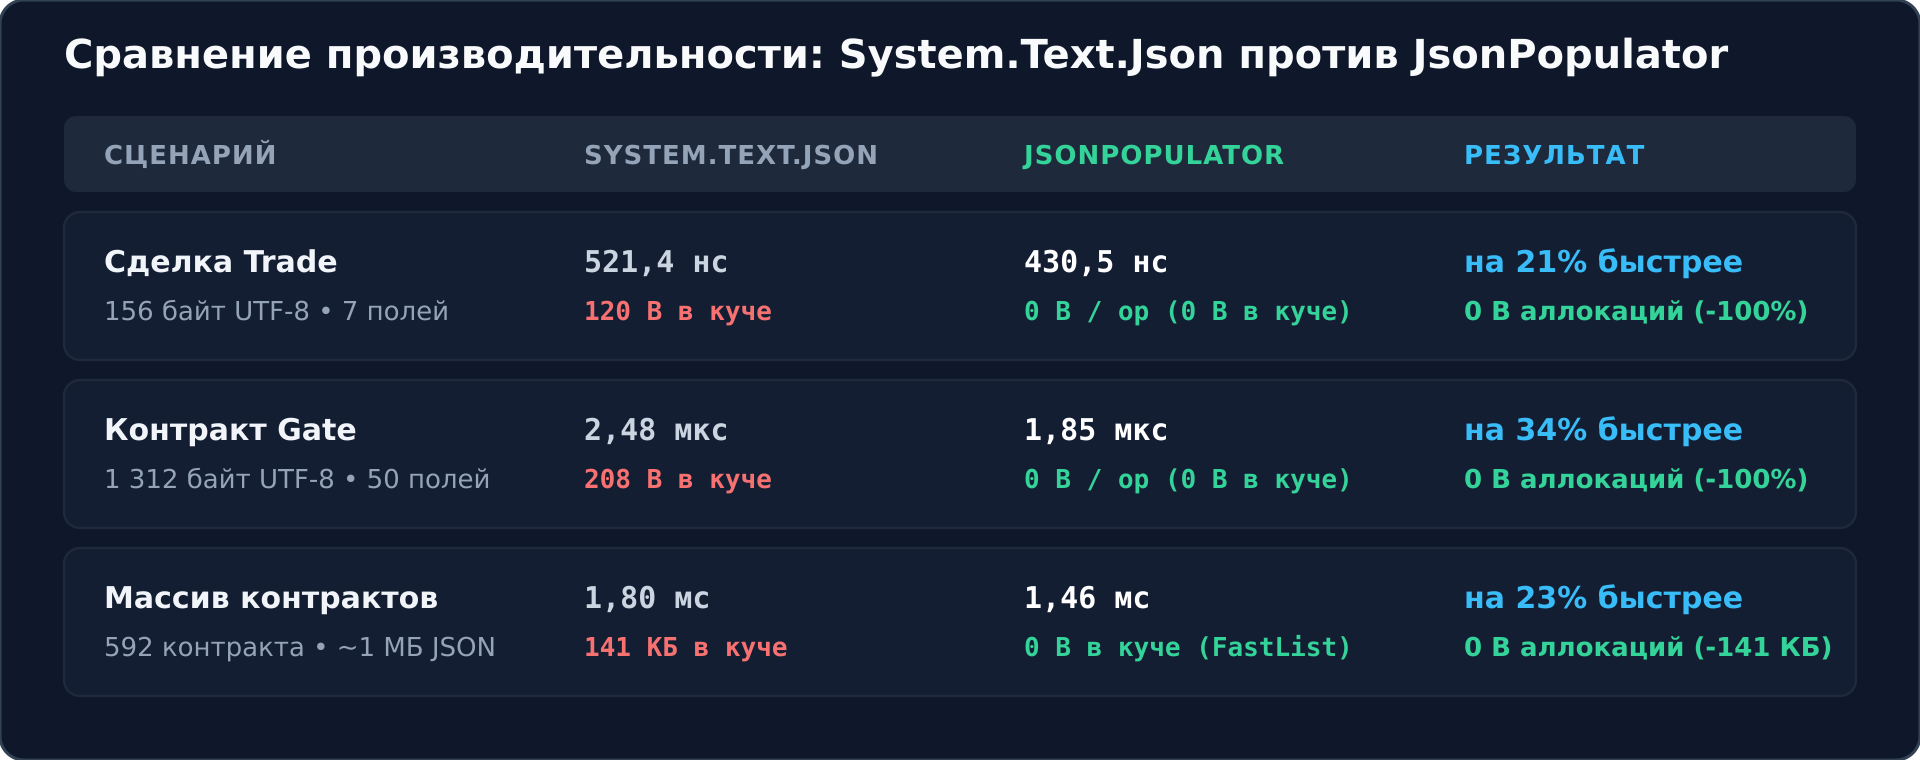 Сравнение производительности: System.Text.Json против JsonPopulator
СЦЕНАРИЙ SYSTEM.TEXT.JSON JSONPOPULATOR РЕЗУЛЬТАТ
Сделка Trade 521,4 нс 430,5 нс на 21% быстрее
156 байт UTF-8 • 7 полей 120 B в куче 0 B / op (0 B в куче) 0 B аллокаций (-100%)
Контракт Gate 2,48 мкс 1,85 мкс на 34% быстрее
1 312 байт UTF-8 • 50 полей 208 B в куче 0 B / op (0 B в куче) 0 B аллокаций (-100%)
Массив контрактов 1,80 мс 1,46 мс на 23% быстрее
592 контракта • ~1 МБ JSON 141 КБ в куче 0 B в куче (FastList) 0 B аллокаций (-141 КБ)